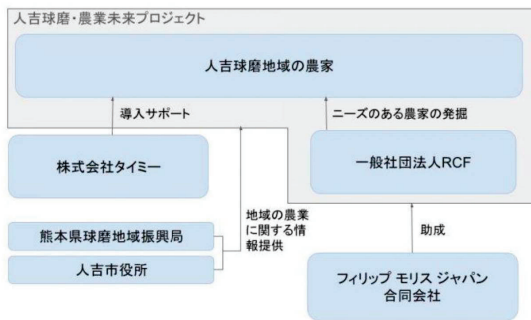 人吉球磨・農業未来プロジェクト
人吉球磨地域の農家
導入サポート
ニーズのある農家の発掘
株式会社タイミー
一般社団法人RCF
熊本県球磨地域振興局
人吉市役所
地域の農業
に関する情
報提供
助成
フィリップ モリス ジャパン
合同会社